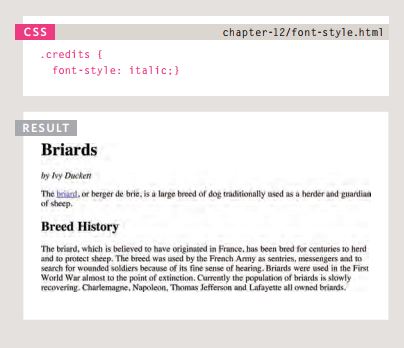 CSS
chapter-12/font-style.html
.credits {
font-style: italic;}
RESULT
Briards
by Ivy Duckett
The briard, or berger de brie, is a large breed of dog traditionally used as a herder and guardian
of sheep.
Breed History
The briard, which is believed to have originated in France, has been bred for centuries to herd
and to protect sheep. The breed was used by the French Army as sentries, messengers and to
search for wounded soldiers because of its fine sense of hearing. Briards were used in the First
World War almost to the point of extinction. Currently the population of briards is slowly
recovering. Charlemagne, Napoleon, Thomas Jefferson and Lafayette all owned briards.